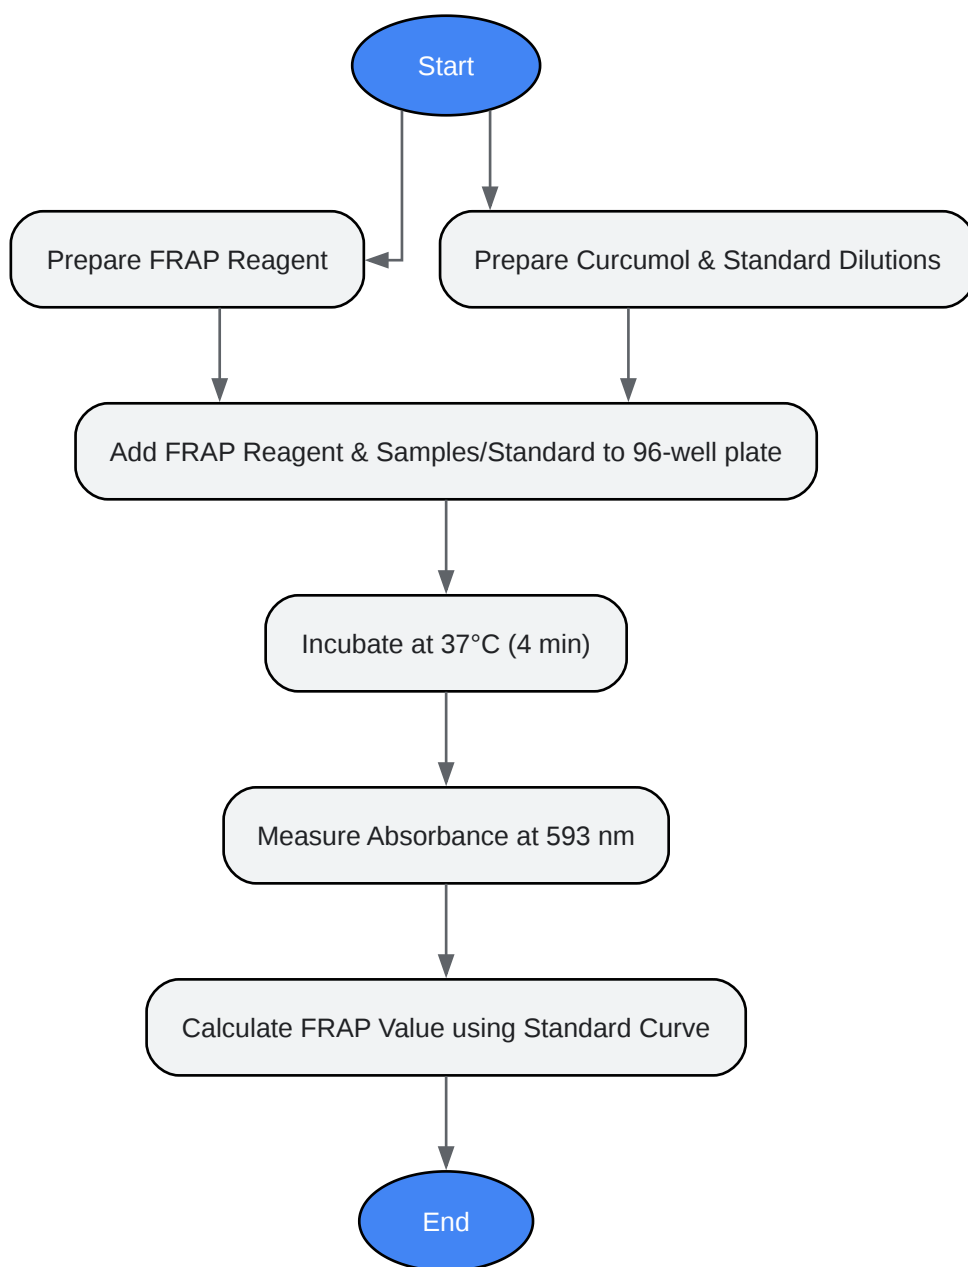 Start
Prepare FRAP Reagent
Prepare Curcumol & Standard Dilutions
Add FRAP Reagent & Samples/Standard to 96-well plate
Incubate at 37°C (4 min)
Measure Absorbance at 593 nm
Calculate FRAP Value using Standard Curve
End